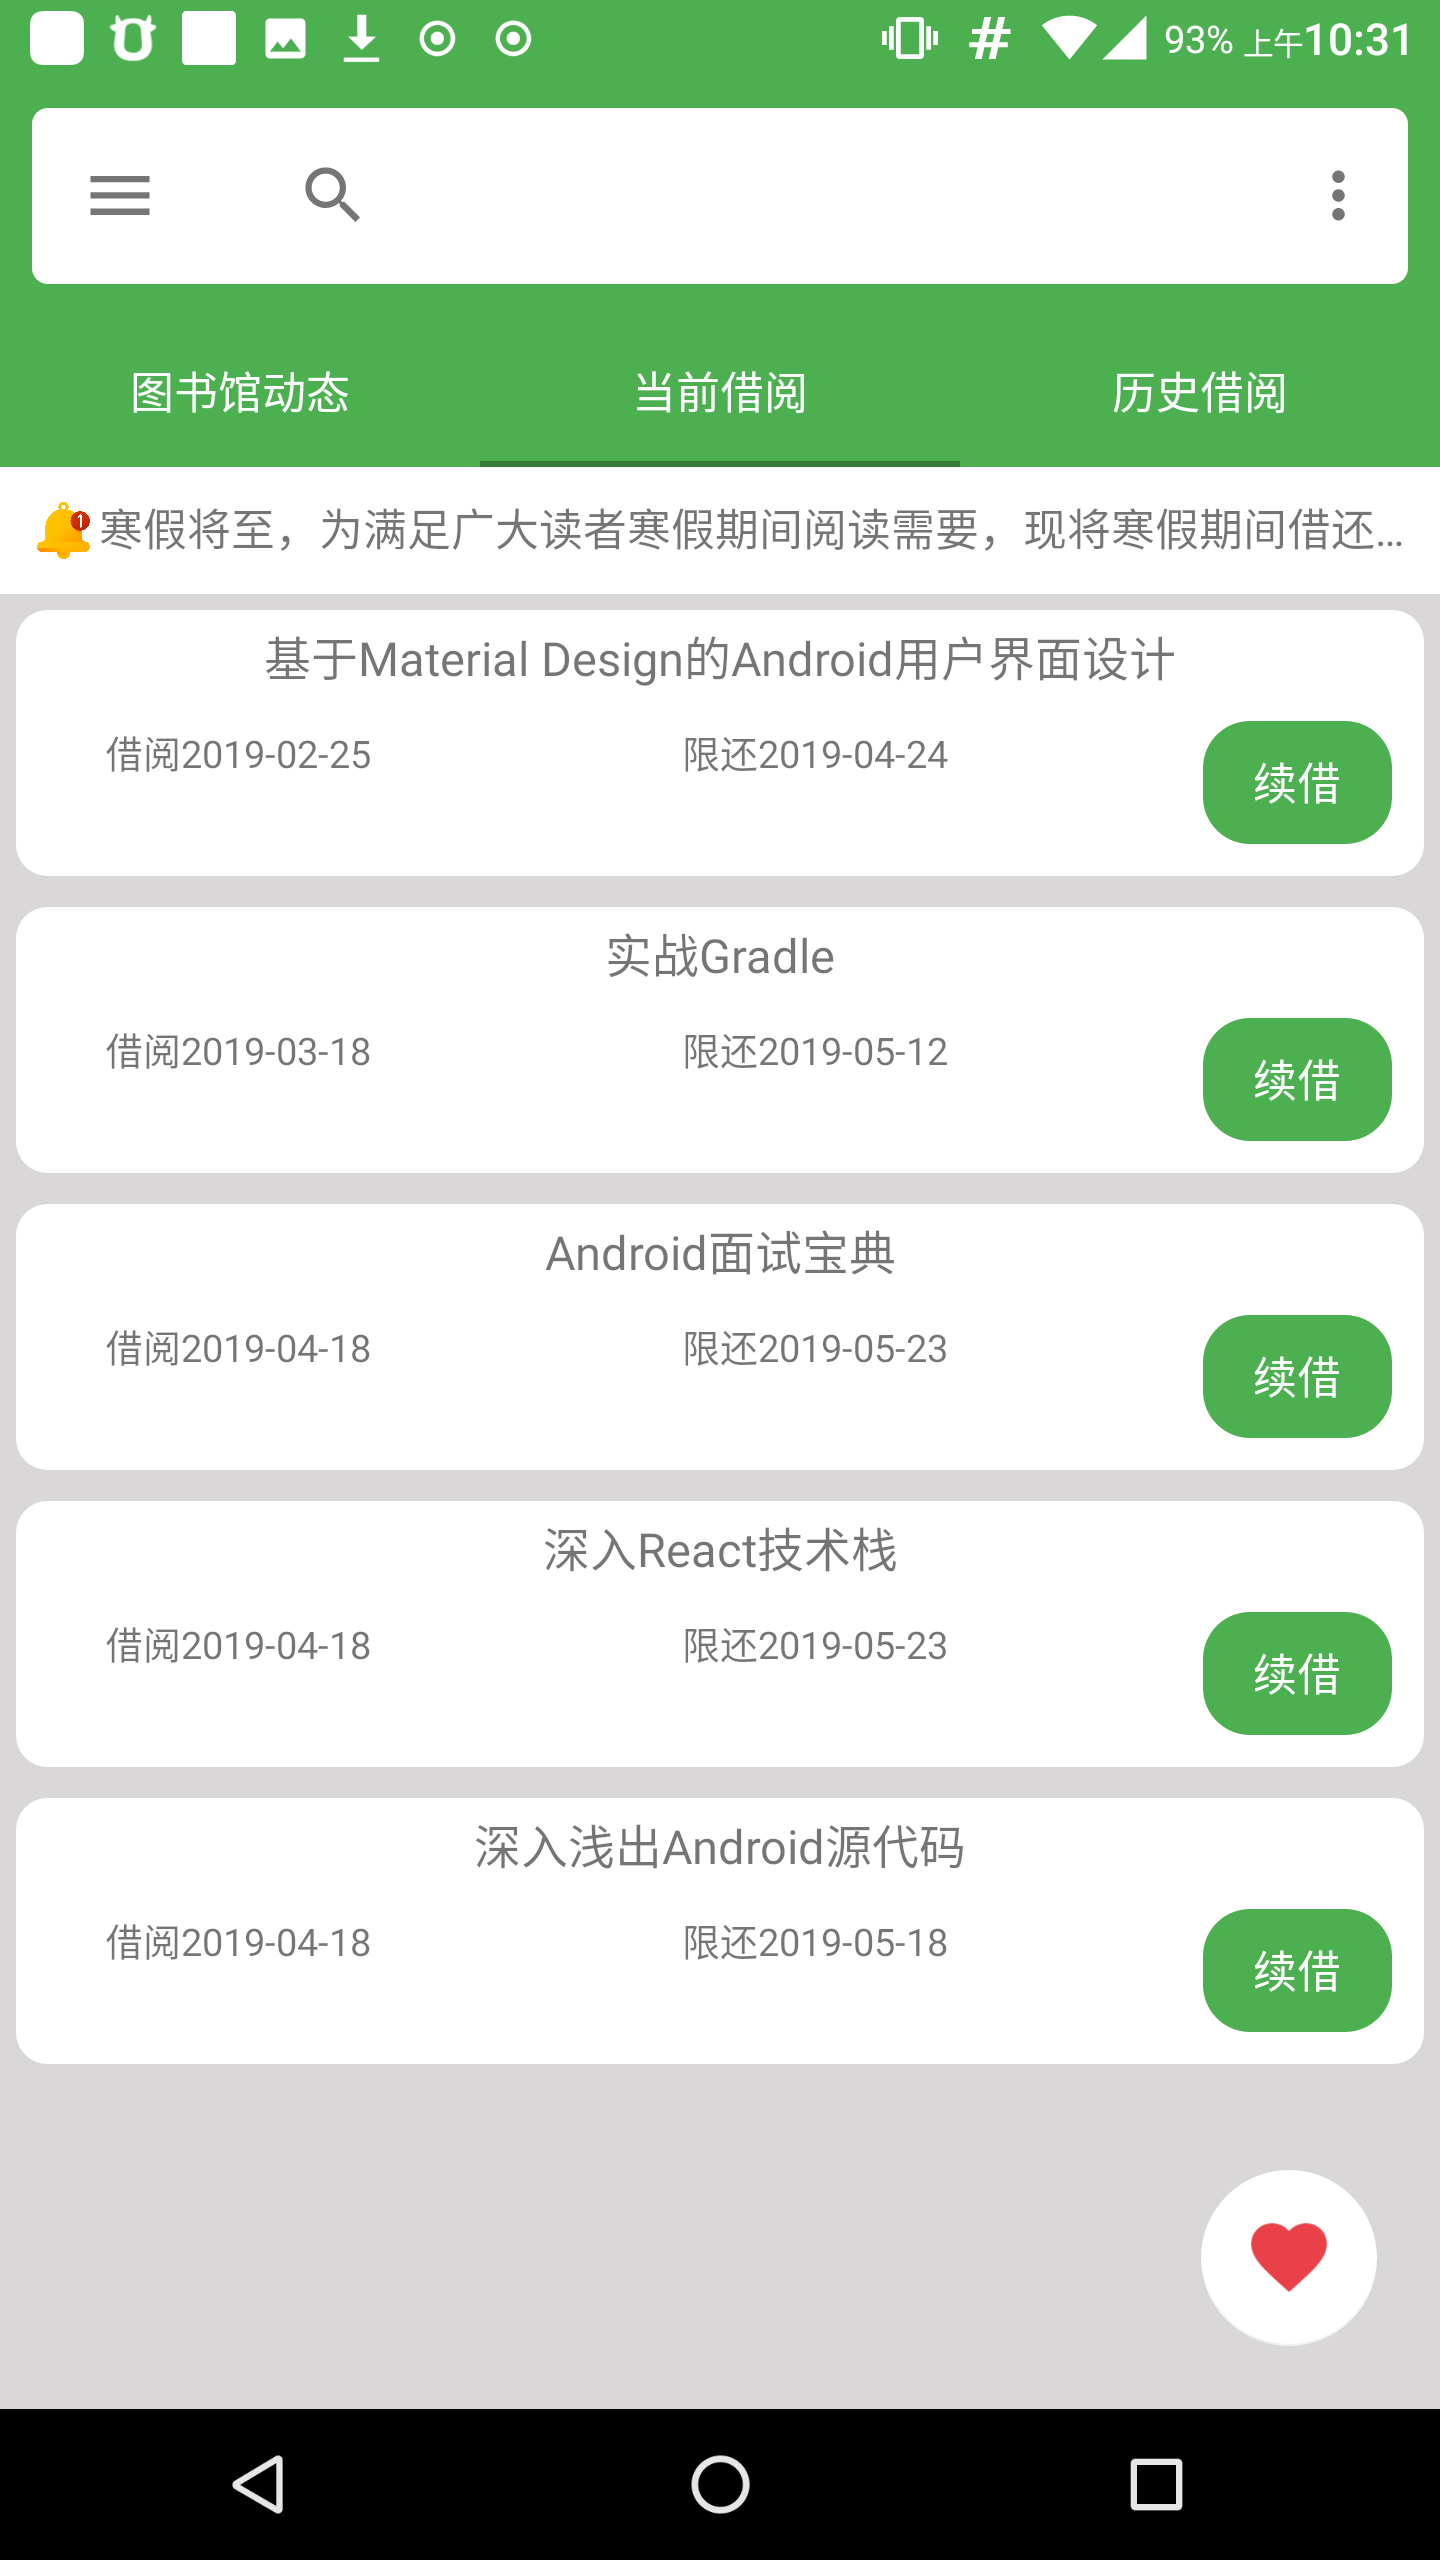 93% 上午10:31
图书馆动态 当前借阅 历史借阅
寒假将至，为满足广大读者寒假期间阅读需要，现将寒假期间借还...
基于Material Design的Android用户界面设计
借阅2019-02-25 限还2019-04-24 续借
实战Gradle
借阅2019-03-18 限还2019-05-12 续借
Android面试宝典
借阅2019-04-18 限还2019-05-23 续借
深入React技术栈
借阅2019-04-18 限还2019-05-23 续借
深入浅出Android源代码
借阅2019-04-18 限还2019-05-18 续借